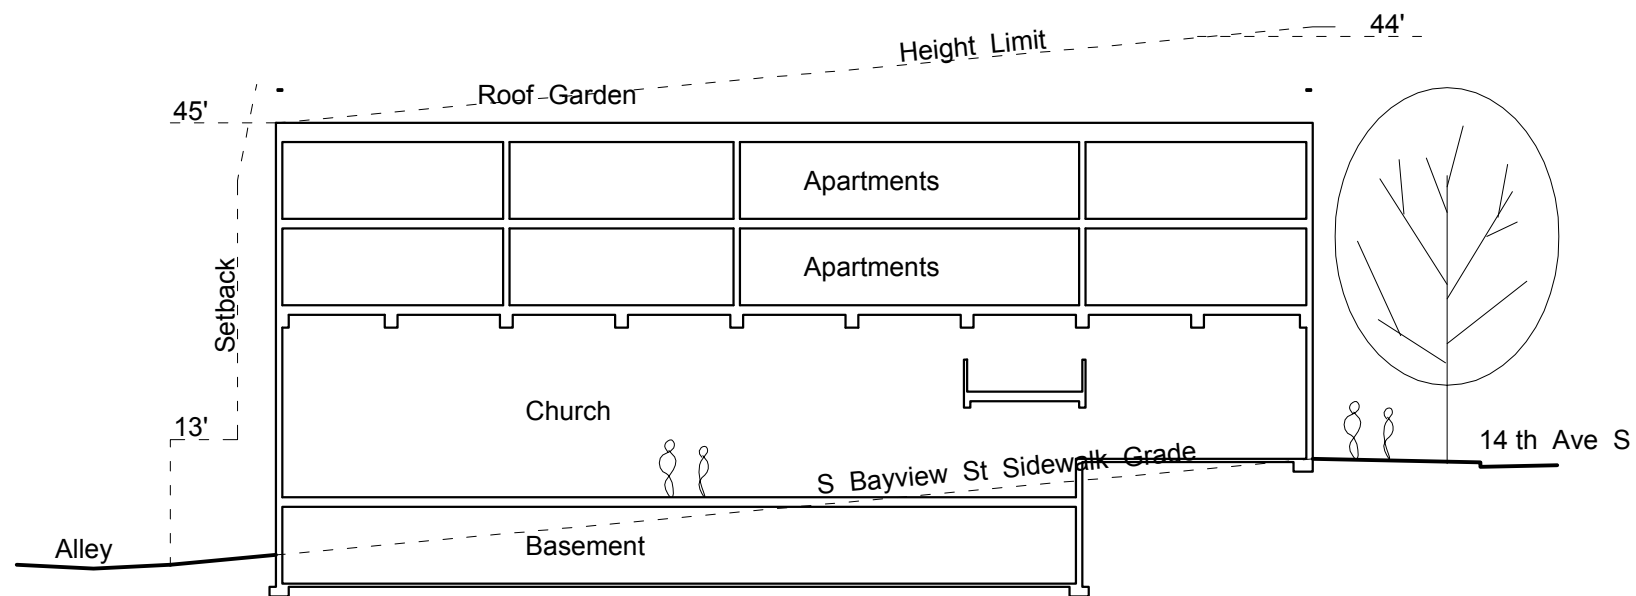 44'
Height Limit
Roof Garden
45'
Apartments
Apartments
Setback
Church
13'
14 th Ave S
S Bayview St Sidewalk Grade
Alley
Basement